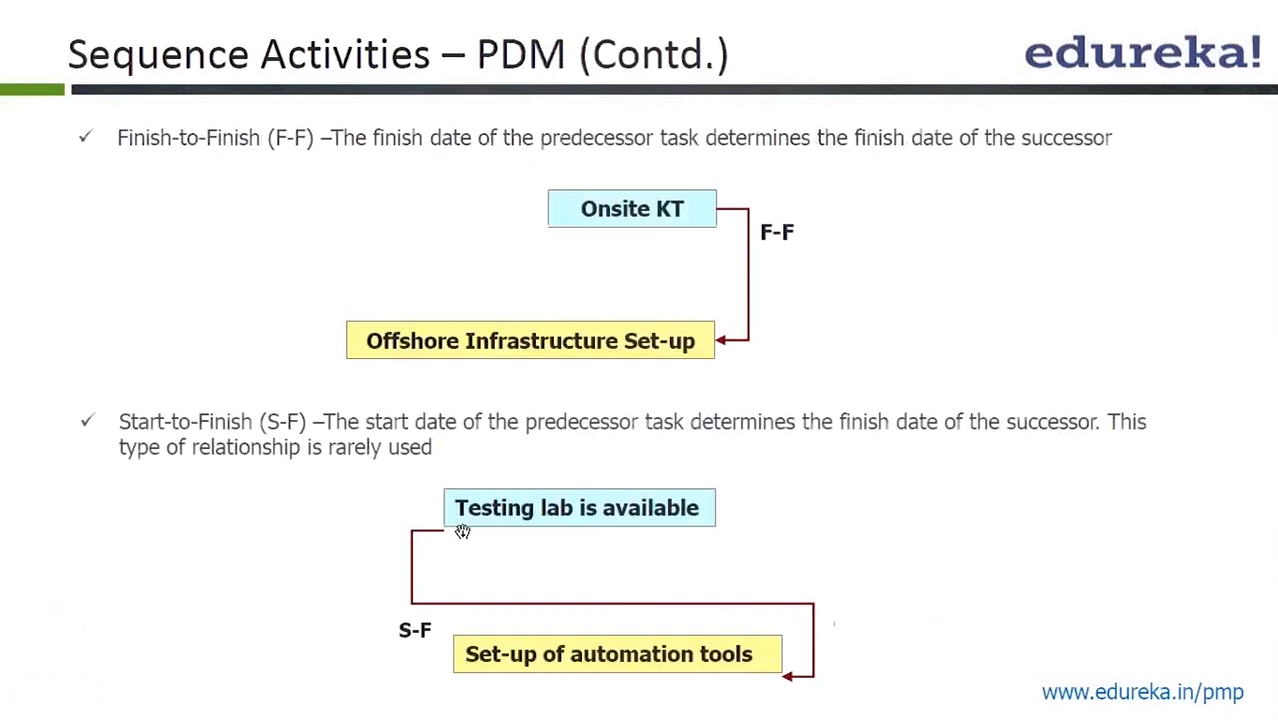 Sequence Activities – PDM (Contd.)
edureka!
✓ Finish-to-Finish (F-F) –The finish date of the predecessor task determines the finish date of the successor
Onsite KT
F-F
Offshore Infrastructure Set-up
✓ Start-to-Finish (S-F) –The start date of the predecessor task determines the finish date of the successor. This
type of relationship is rarely used
Testing lab is available
S-F
Set-up of automation tools
www.edureka.in/pmp